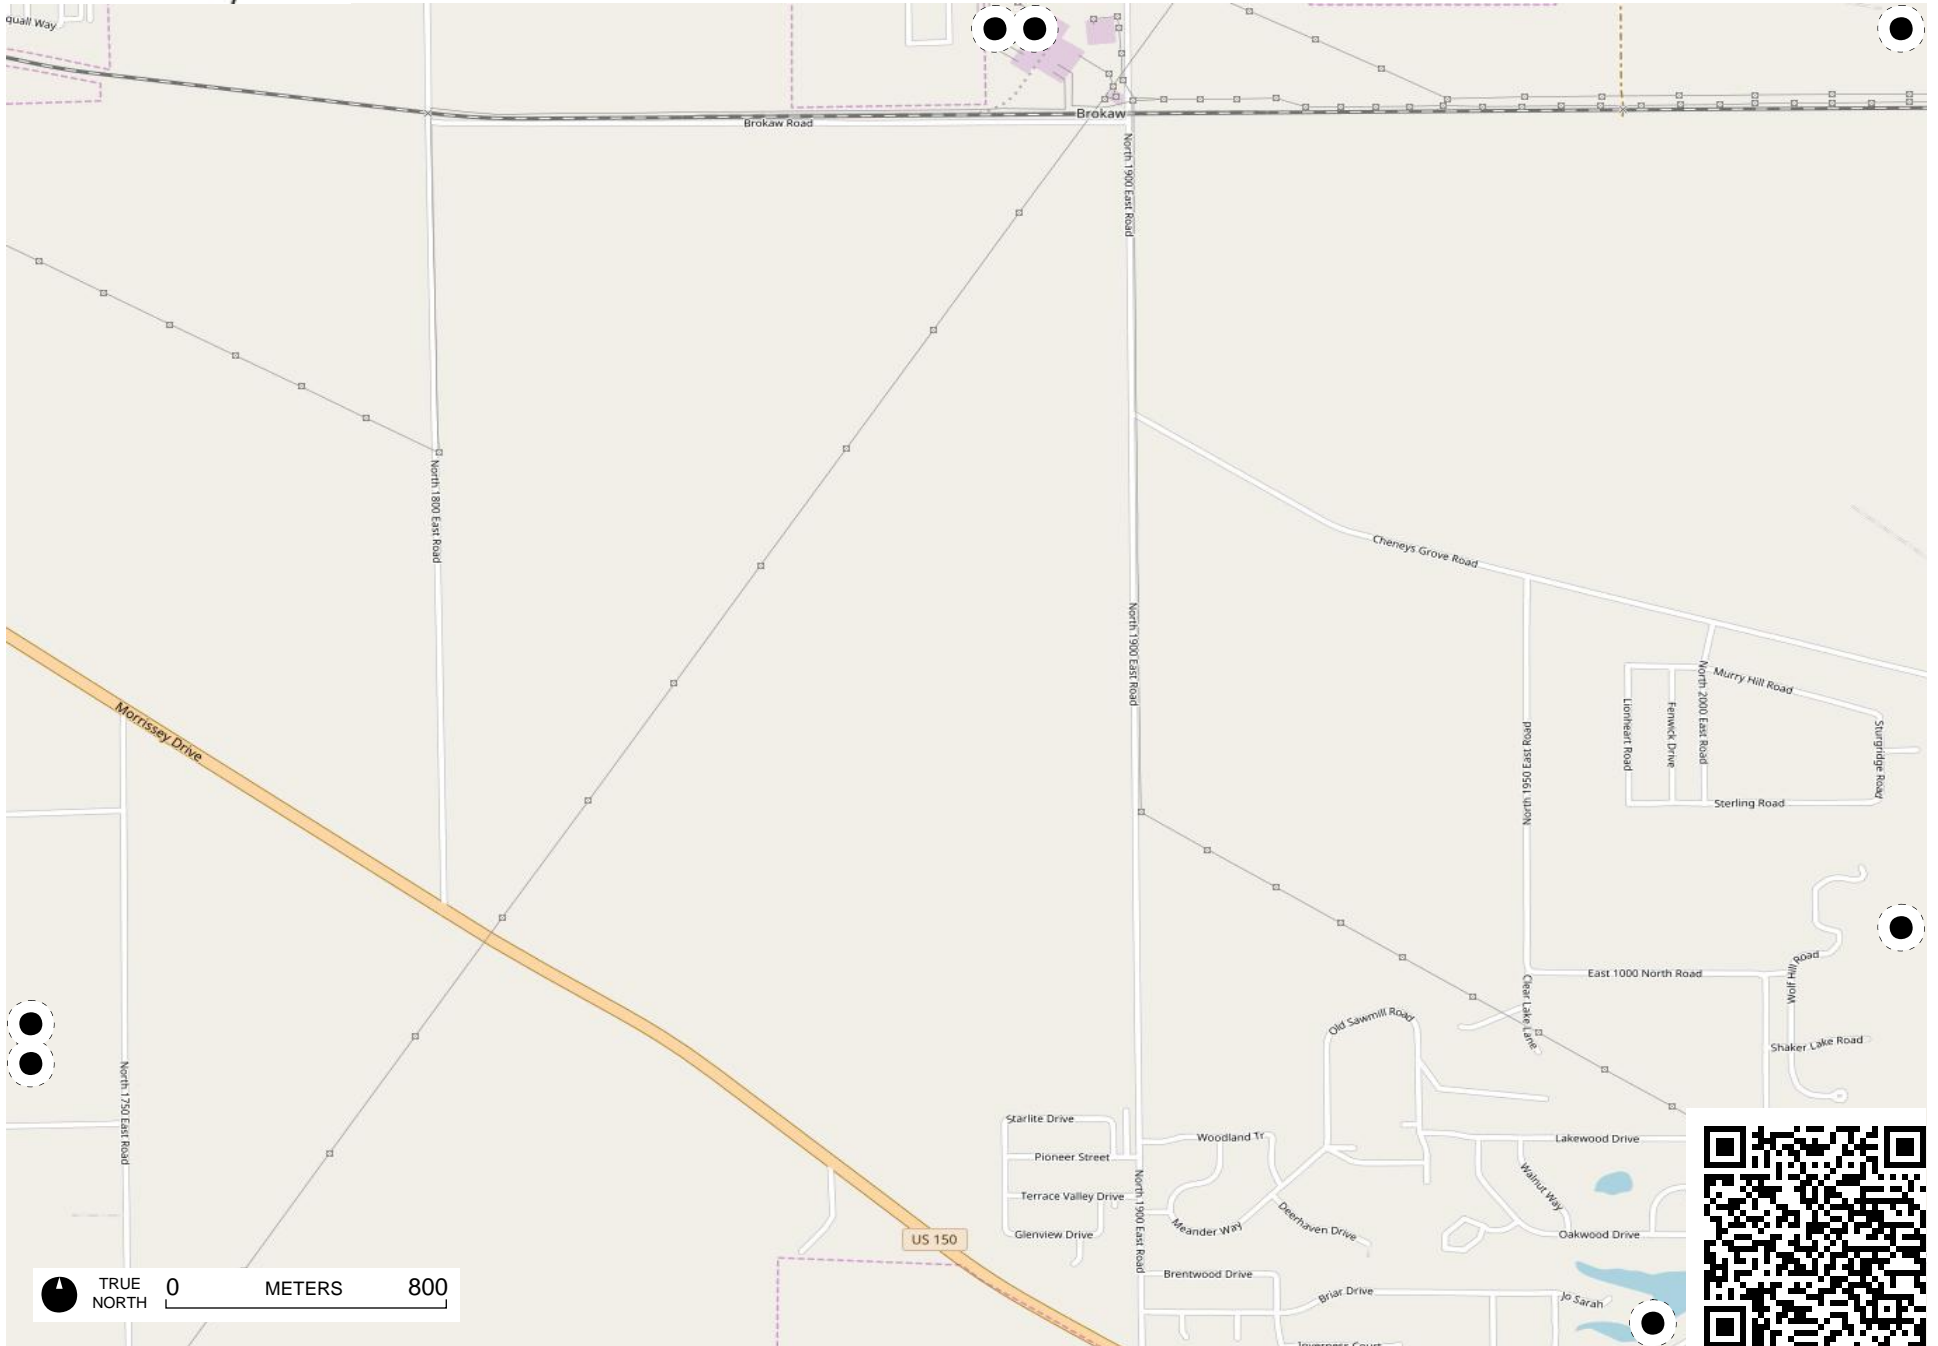 quall Way
Brokaw
Brokaw Road
North 1900 East Road
North 1800 East Road
Cheneys Grove Road
North 1900 East Road
Murry Hill Road
North 2000 East Road
Lionheart Road
Fenwick Drive
Sturgridge Road
Morrissey Drive
North 1950 East Road
Sterling Road
East 1000 North Road
Wolf Hill Road
Clear Lake Lane
Old Sawmill Road
Shaker Lake Road
North 1750 East Road
Starlite Drive
Woodland Tr
Lakewood Drive
Pioneer Street
Walnut Way
Terrace Valley Drive
North 1900 East Road
Meander Way
Deerhaven Drive
Glenview Drive
Oakwood Drive
US 150
Brentwood Drive
Briar Drive
Jo Sarah
TRUE
NORTH
0 METERS 800
Inverness Court